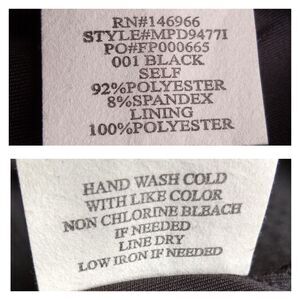 RN#146966
STYLE#MPD9477I
PO#FP000665
001 BLACK
SELF
92%POLYESTER
8%SPANDEX
LINING
100%POLYESTER
HAND WASH COLD
WITH LIKE COLOR
NON CHLORINE BLEACH
IF NEEDED
LINE DRY
LOW IRON IF NEEDED